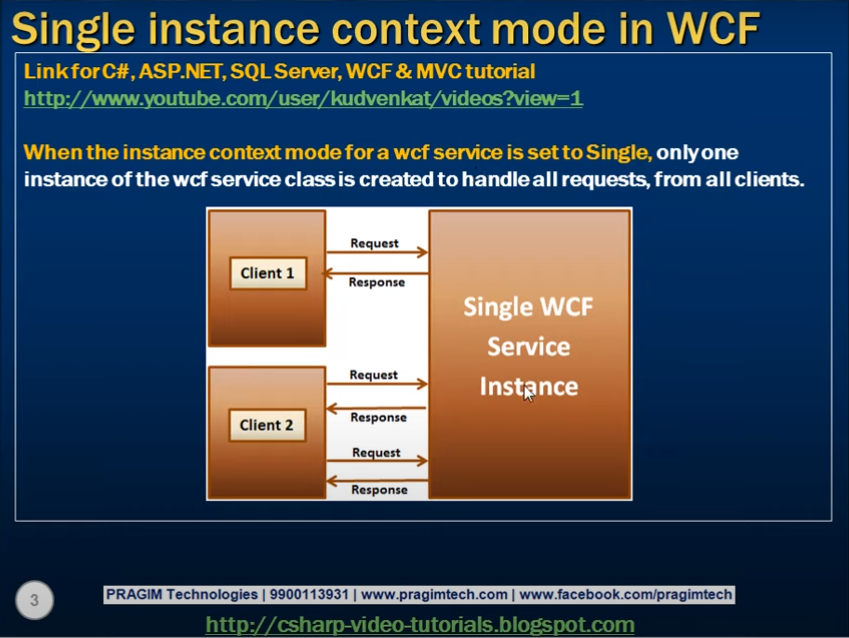 Single instance context mode in WCF
Link for C#, ASP.NET, SQL Server, WCF & MVC tutorial
http://www.youtube.com/user/kudvenkat/videos?view=1
When the instance context mode for a wcf service is set to Single, only one
instance of the wcf service class is created to handle all requests, from all clients.
Client 1
Request
Response
Client 2
Request
Response
Request
Response
Single WCF
Service
Instance
3
PRAGIM Technologies | 9900113931 | www.pragimtech.com | www.facebook.com/pragimtech
http://csharp-video-tutorials.blogspot.com